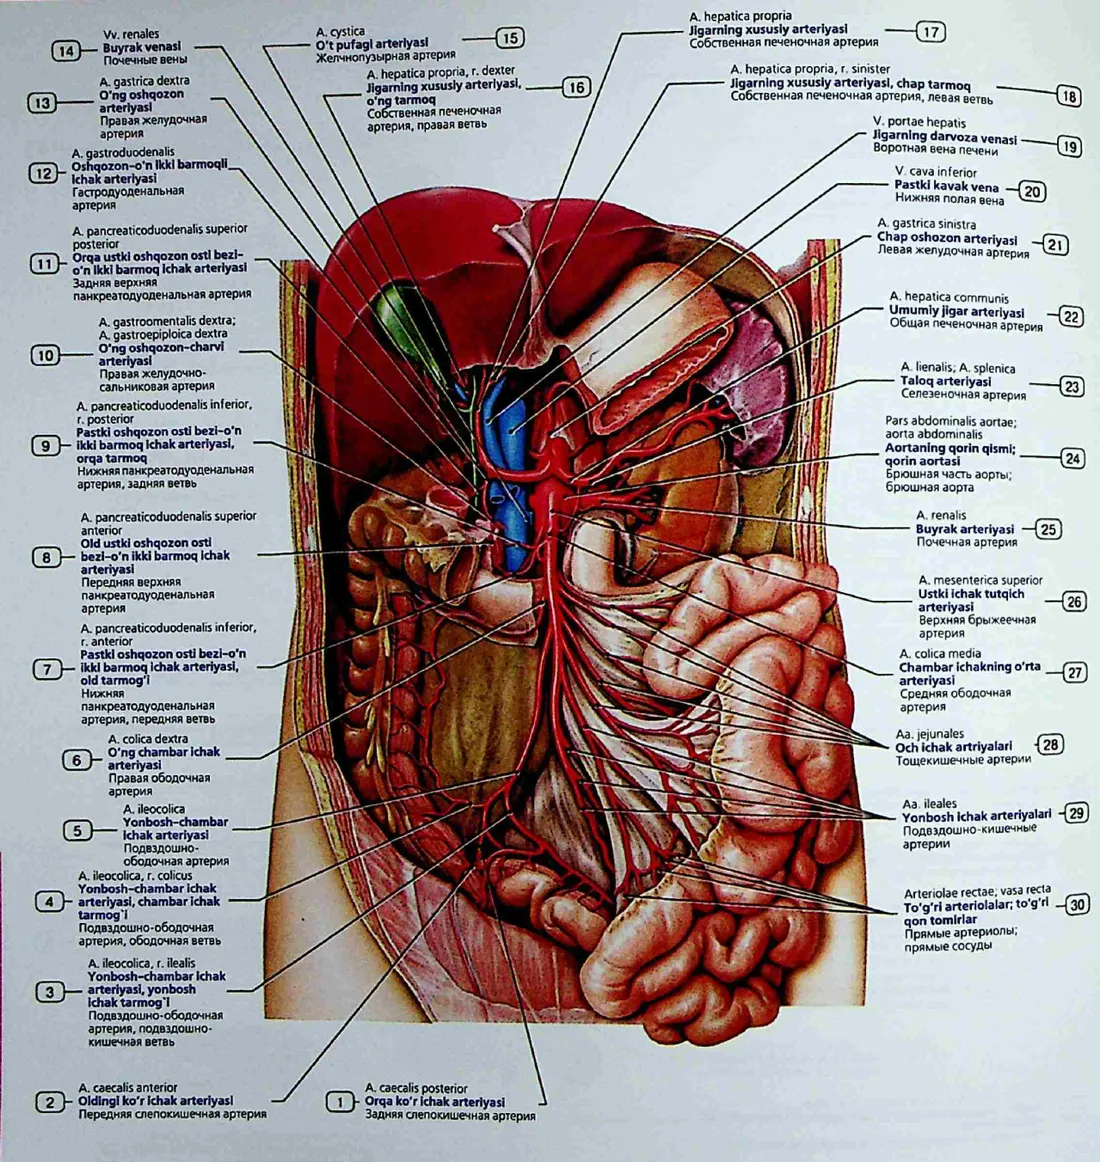 14
Vv. renales
Buyrak venasi
Почечные вены
13
A. gastrica dextra
O'ng oshqozon
arteriyasi
Правая желудочная
артерия
12
A. gastroduodenalis
Oshqozon-o'n ikki barmoqli
ichak arteriyasi
Гастродуоденальная
артерия
11
A. pancreaticoduodenalis superior
posterior
Orqa ustki oshqozon osti bezi-
o'n ikki barmoq ichak arteriyasi
Задняя верхняя
панкреатодуоденальная артерия
10
A. gastroomentalis dextra;
A. gastroepiploica dextra
O'ng oshqozon-charvi
arteriyasi
Правая желудочно-
сальниковая артерия
9
A. pancreaticoduodenalis inferior,
r. posterior
Pastki oshqozon osti bezi-o'n
ikki barmoq ichak arteriyasi,
orqa tarmoq
Нижняя панкреатодуоденальная
артерия, задняя ветвь
8
A. pancreaticoduodenalis superior
anterior
Old ustki oshqozon osti
bezi-o'n ikki barmoq ichak
arteriyasi
Передняя верхняя
панкреатодуоденальная
артерия
7
A. pancreaticoduodenalis inferior,
r. anterior
Pastki oshqozon osti bezi-o'n
ikki barmoq ichak arteriyasi,
old tarmog'i
Нижняя
панкреатодуоденальная
артерия, передняя ветвь
6
A. colica dextra
O'ng chambar ichak
arteriyasi
Правая ободочная
артерия
5
A. ileocolica
Yonbosh-chambar
ichak arteriyasi
Подвздошно-
ободочная артерия
4
A. ileocolica, r. colicus
Yonbosh-chambar ichak
arteriyasi, chambar ichak
tarmog`i
Подвздошно-ободочная
артерия, ободочная ветвь
3
A. ileocolica, r. ilealis
Yonbosh-chambar ichak
arteriyasi, yonbosh
ichak tarmog`i
Подвздошно-ободочная
артерия, подвздошно-
кишечная ветвь
2
A. caecalis anterior
Oldingi ko'r ichak arteriyasi
Передняя слепокишечная артерия
1
A. caecalis posterior
Orqa ko'r ichak arteriyasi
Задняя слепокишечная артерия
15
A. cystica
O't pufagi arteriyasi
Желчнопузырная артерия
16
A. hepatica propria, r. dexter
Jigarning xususiy arteriyasi,
o'ng tarmoq
Собственная печеночная
артерия, правая ветвь
17
A. hepatica propria
Jigarning xususiy arteriyasi
Собственная печеночная артерия
18
A. hepatica propria, r. sinister
Jigarning xususiy arteriyasi, chap tarmoq
Собственная печеночная артерия, левая ветвь
19
V. portae hepatis
Jigarning darvoza venasi
Воротная вена печени
20
V. cava inferior
Pastki kavak vena
Нижняя полая вена
21
A. gastrica sinistra
Chap oshozon arteriyasi
Левая желудочная артерия
22
A. hepatica communis
Umumiy jigar arteriyasi
Общая печеночная артерия
23
A. lienalis; A. splenica
Taloq arteriyasi
Селезеночная артерия
24
Pars abdominalis aortae;
aorta abdominalis
Aortaning qorin qismi;
qorin aortasi
Брюшная часть аорты;
брюшная аорта
25
A. renalis
Buyrak arteriyasi
Почечная артерия
26
A. mesenterica superior
Ustki ichak tutqich
arteriyasi
Верхняя брыжеечная
артерия
27
A. colica media
Chambar ichakning o'rta
arteriyasi
Средняя ободочная
артерия
28
Aa. jejunales
Och ichak artriyalari
Тощекишечные артерии
29
Aa. ileales
Yonbosh ichak arteriyalari
Подвздошно-кишечные
артерии
30
Arteriolae rectae; vasa recta
To'g'ri arteriolalar; to'g'ri
qon tomirlar
Прямые артериолы;
прямые сосуды